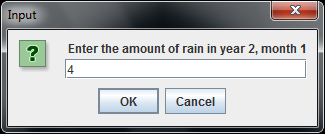 Input
?
Enter the amount of rain in year 2, month 1
4
OK Cancel